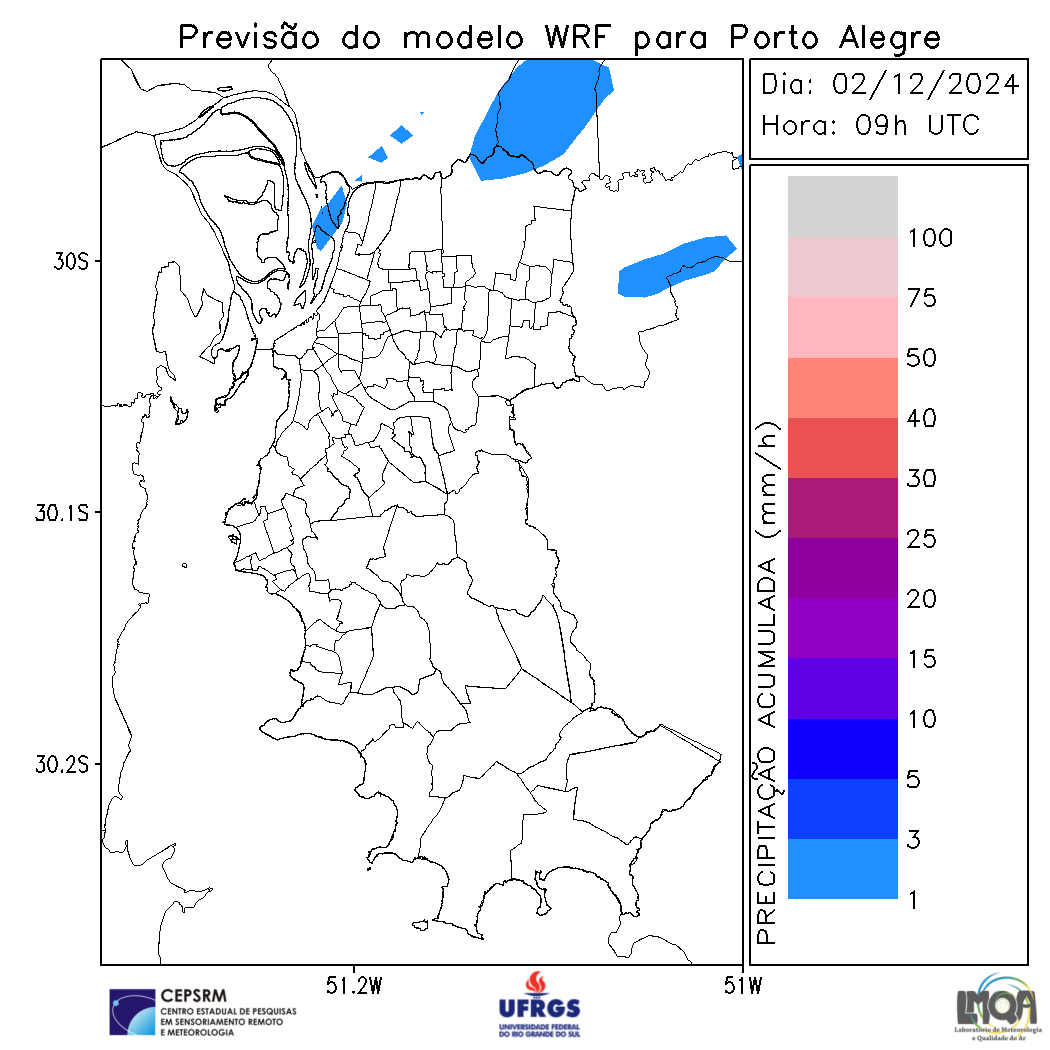 Previsão do modelo WRF para Porto Alegre
Dia: 02/12/2024
Hora: 09h UTC
30S
30.1S
30.2S
51.2W
51W
PRECIPITAÇÃO ACUMULADA (mm/h)
100
75
50
40
30
25
20
15
10
5
3
1
CEPSRM
CENTRO ESTADUAL DE PESQUISAS
EM SENSORIAMENTO REMOTO
E METEOROLOGIA
UFRGS
UNIVERSIDADE FEDERAL
DO RIO GRANDE DO SUL
LMQA
Laboratório de Meteorologia
e Qualidade do Ar